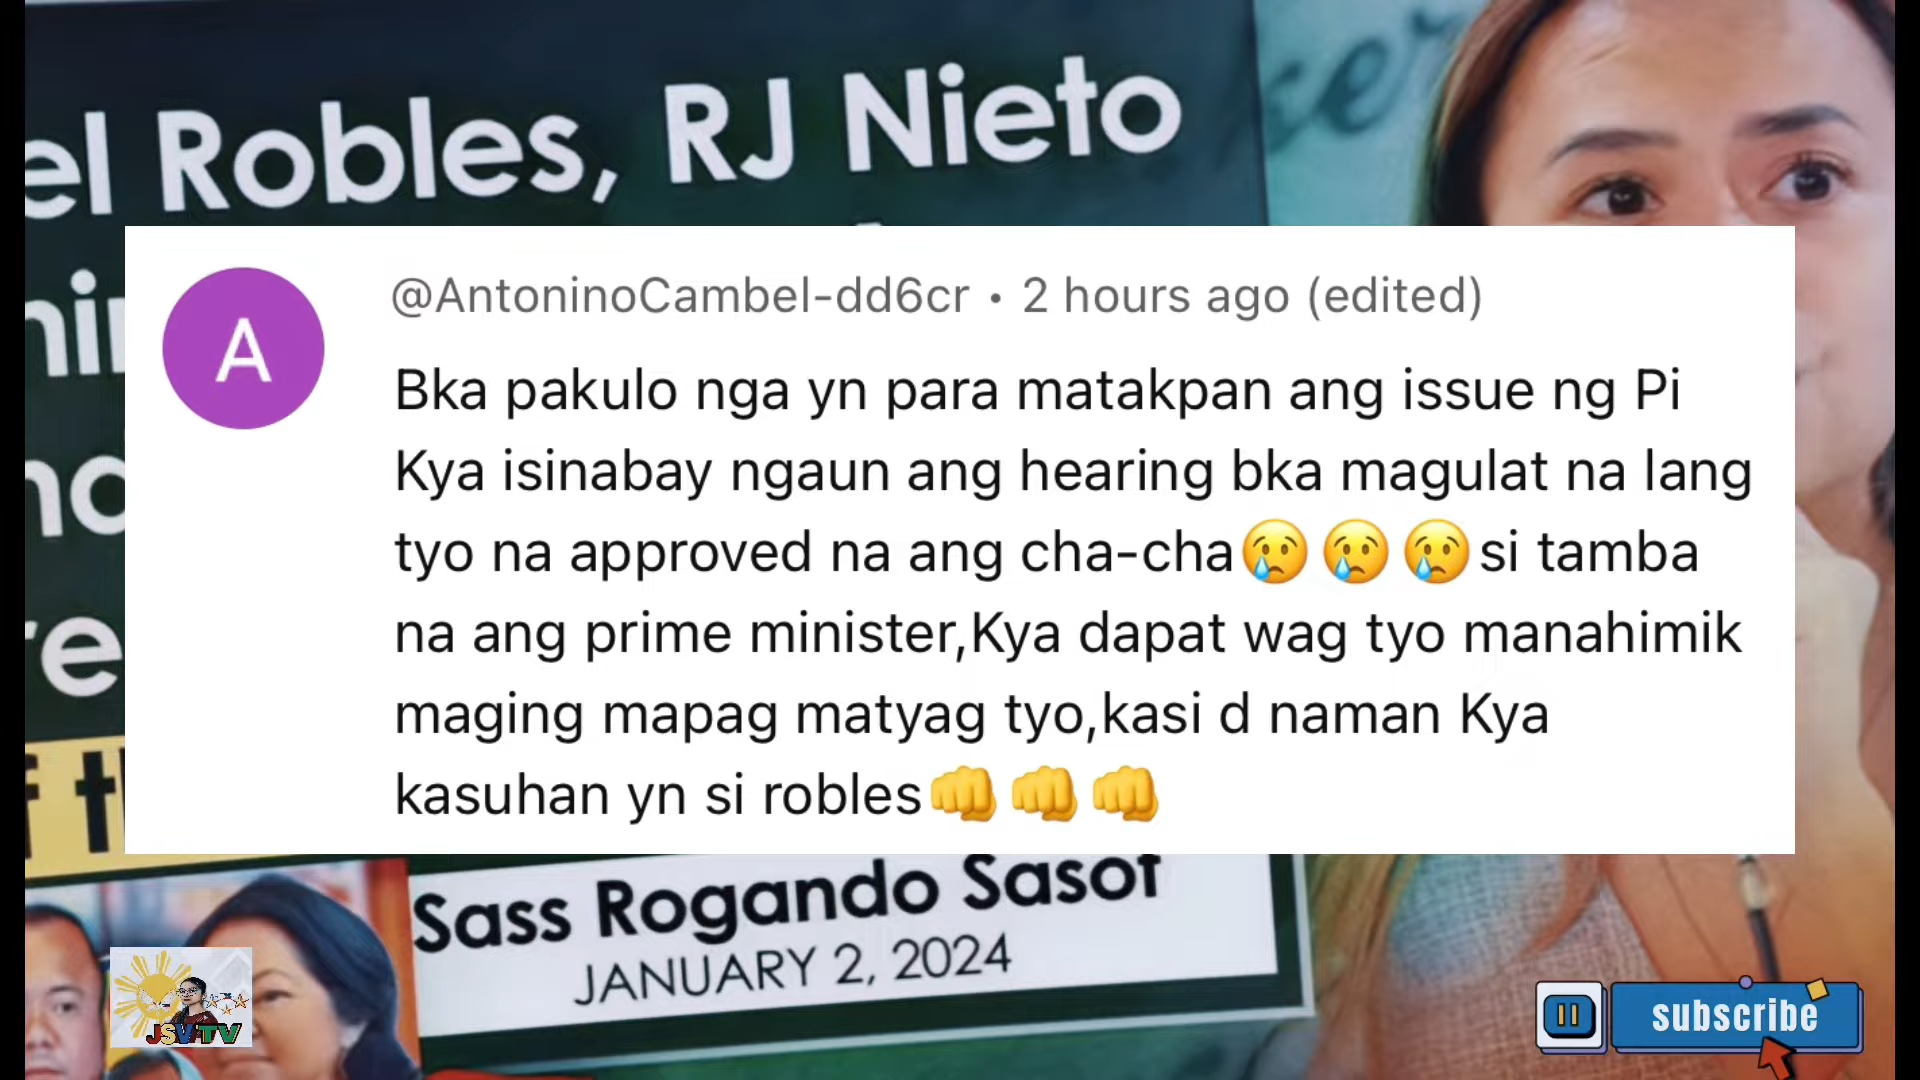 el Robles, RJ Nieto
@AntoninoCambel-dd6cr • 2 hours ago (edited)
A
Bka pakulo nga yn para matakpan ang issue ng Pi
Kya isinabay ngaun ang hearing bka magulat na lang
tyo na approved na ang cha-cha😢😢😢si tamba
na ang prime minister,Kya dapat wag tyo manahimik
maging mapag matyag tyo,kasi d naman Kya
kasuhan yn si robles👊👊👊
Sass Rogando Sasot
JANUARY 2, 2024
JSV TV
subscribe